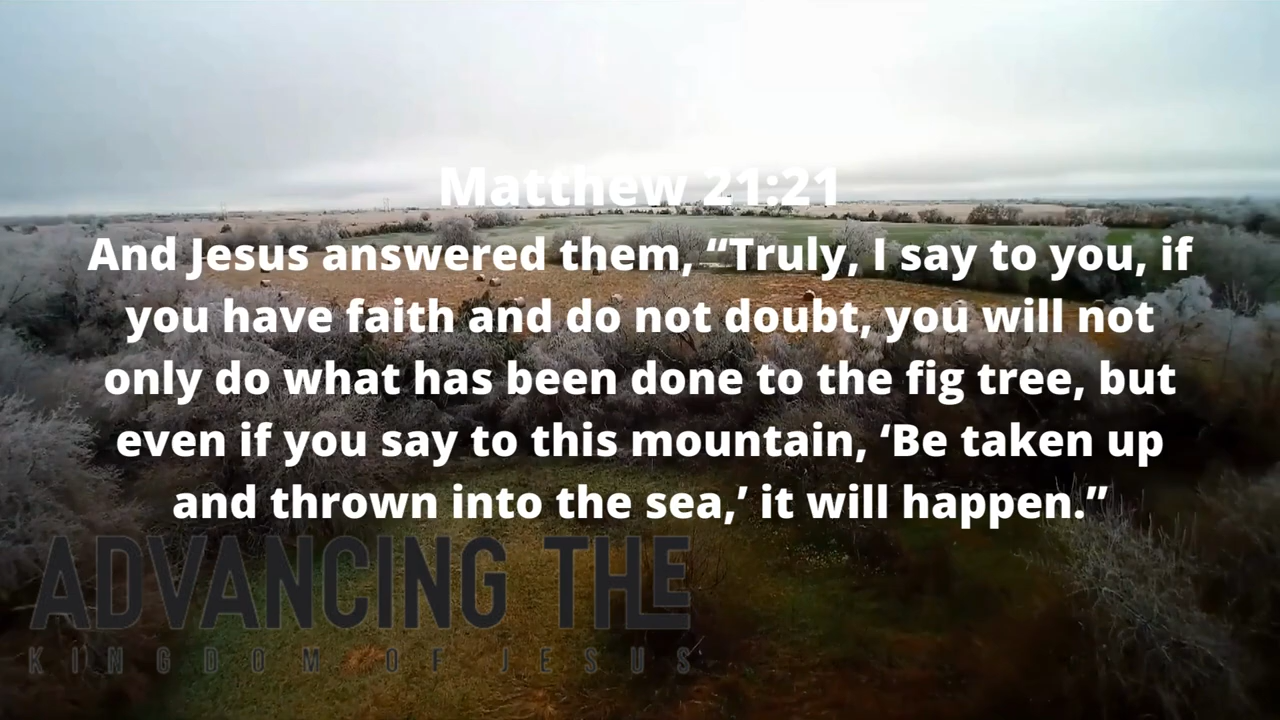 Matthew 21:21
And Jesus answered them, “Truly, I say to you, if
you have faith and do not doubt, you will not
only do what has been done to the fig tree, but
even if you say to this mountain, ‘Be taken up
and thrown into the sea,’ it will happen.”
ADVANCING THE
KINGDOM OF JESUS